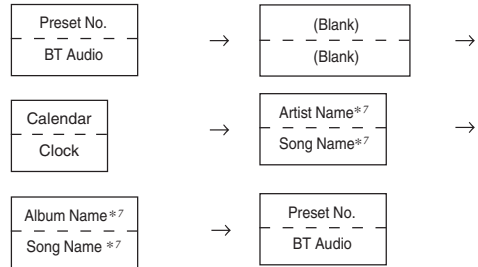 Preset No.
BT Audio
→
(Blank)
(Blank)
→
Calendar
Clock
→
Artist Name*7
Song Name*7
→
Album Name*7
Song Name *7
→
Preset No.
BT Audio